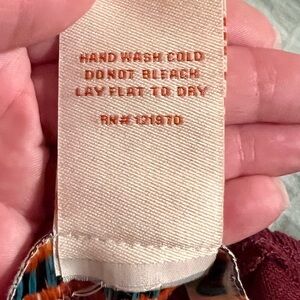 HAND WASH COLD
DO NOT BLEACH
LAY FLAT TO DRY
RN# 121970